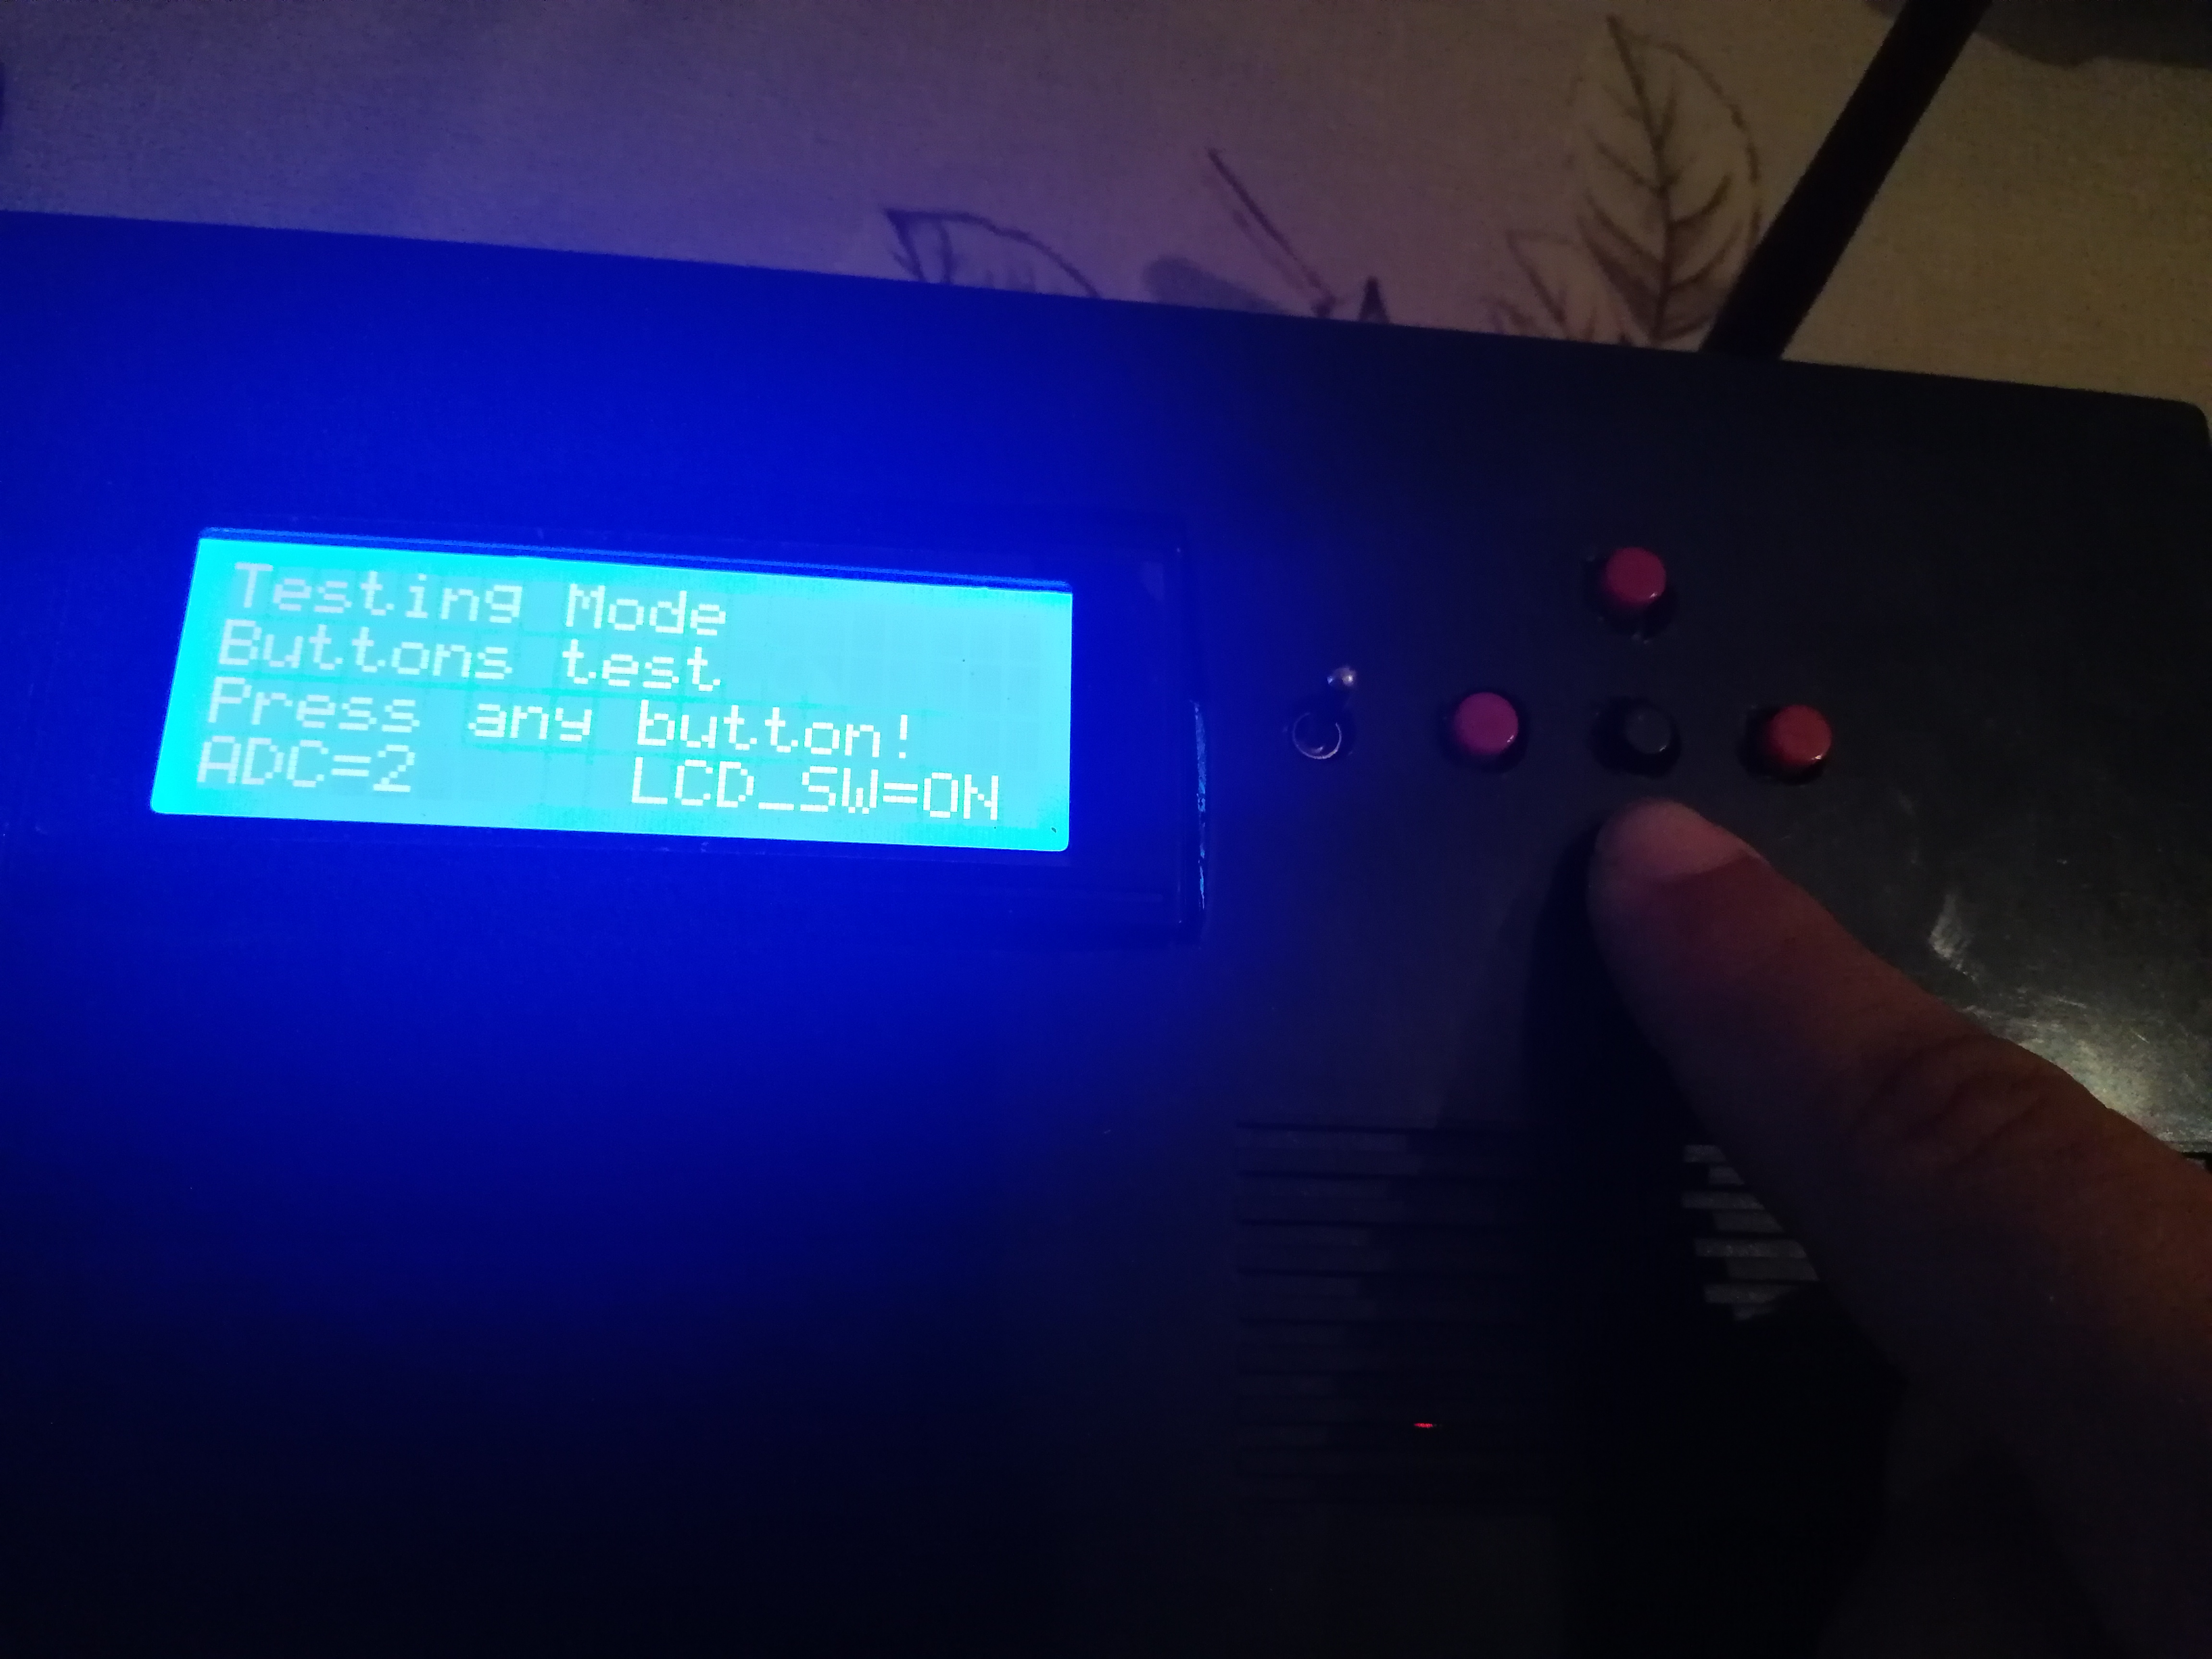 Testing Mode
Buttons test
Press any button!
ADC=2 LCD_SW=ON